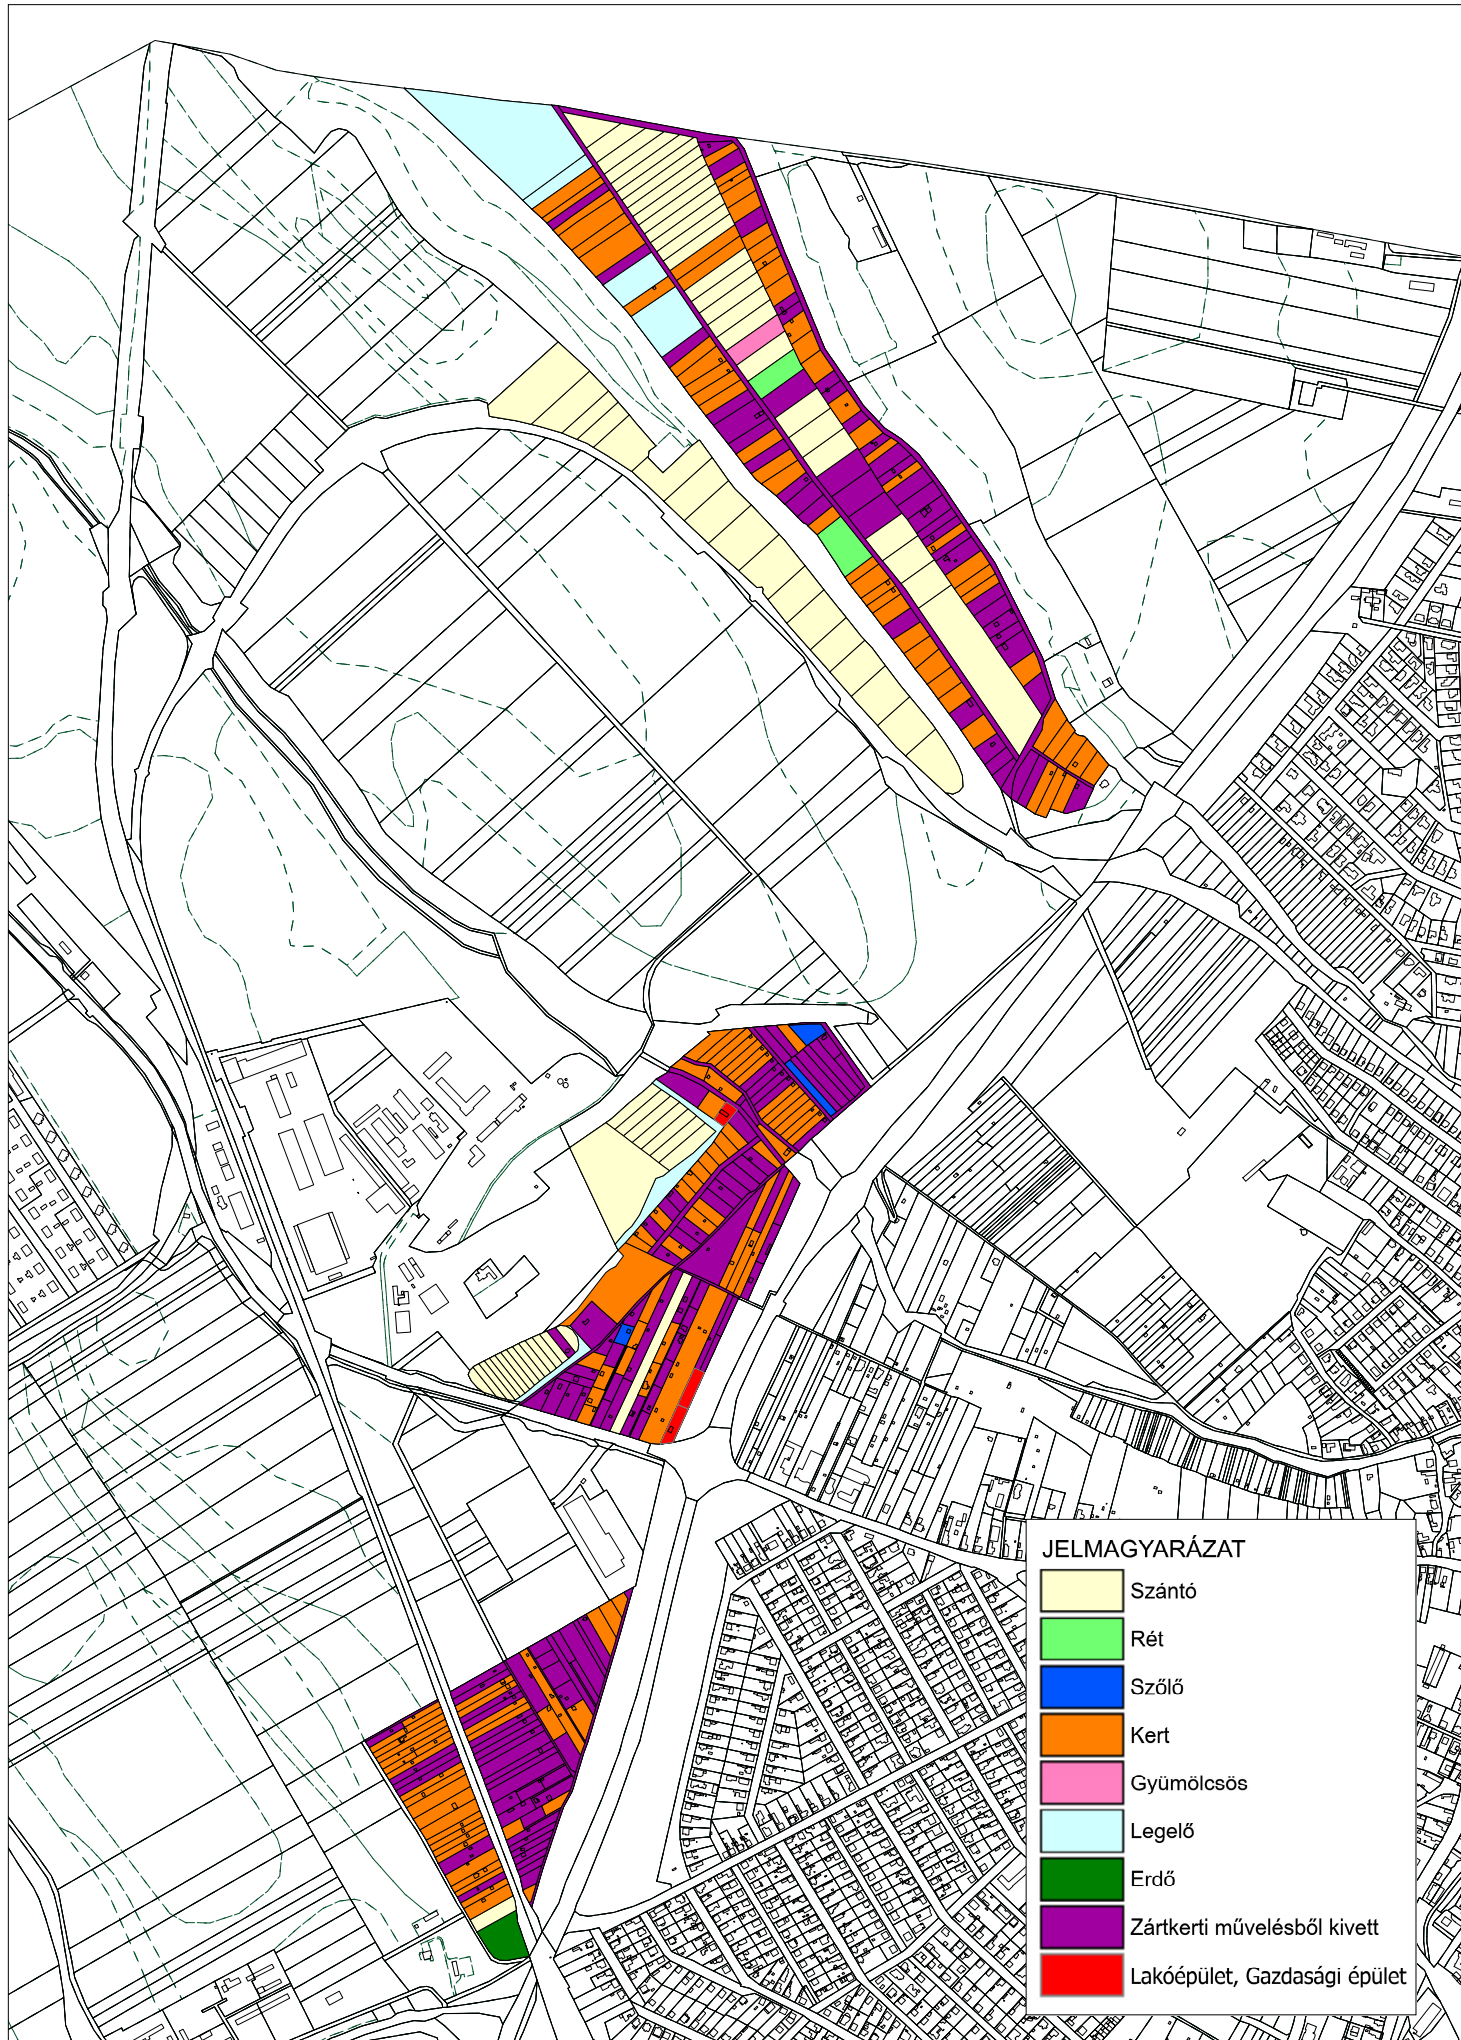 JELMAGYARÁZAT
Szántó
Rét
Szőlő
Kert
Gyümölcsös
Legelő
Erdő
Zártkerti művelésből kivett
Lakóépület, Gazdasági épület